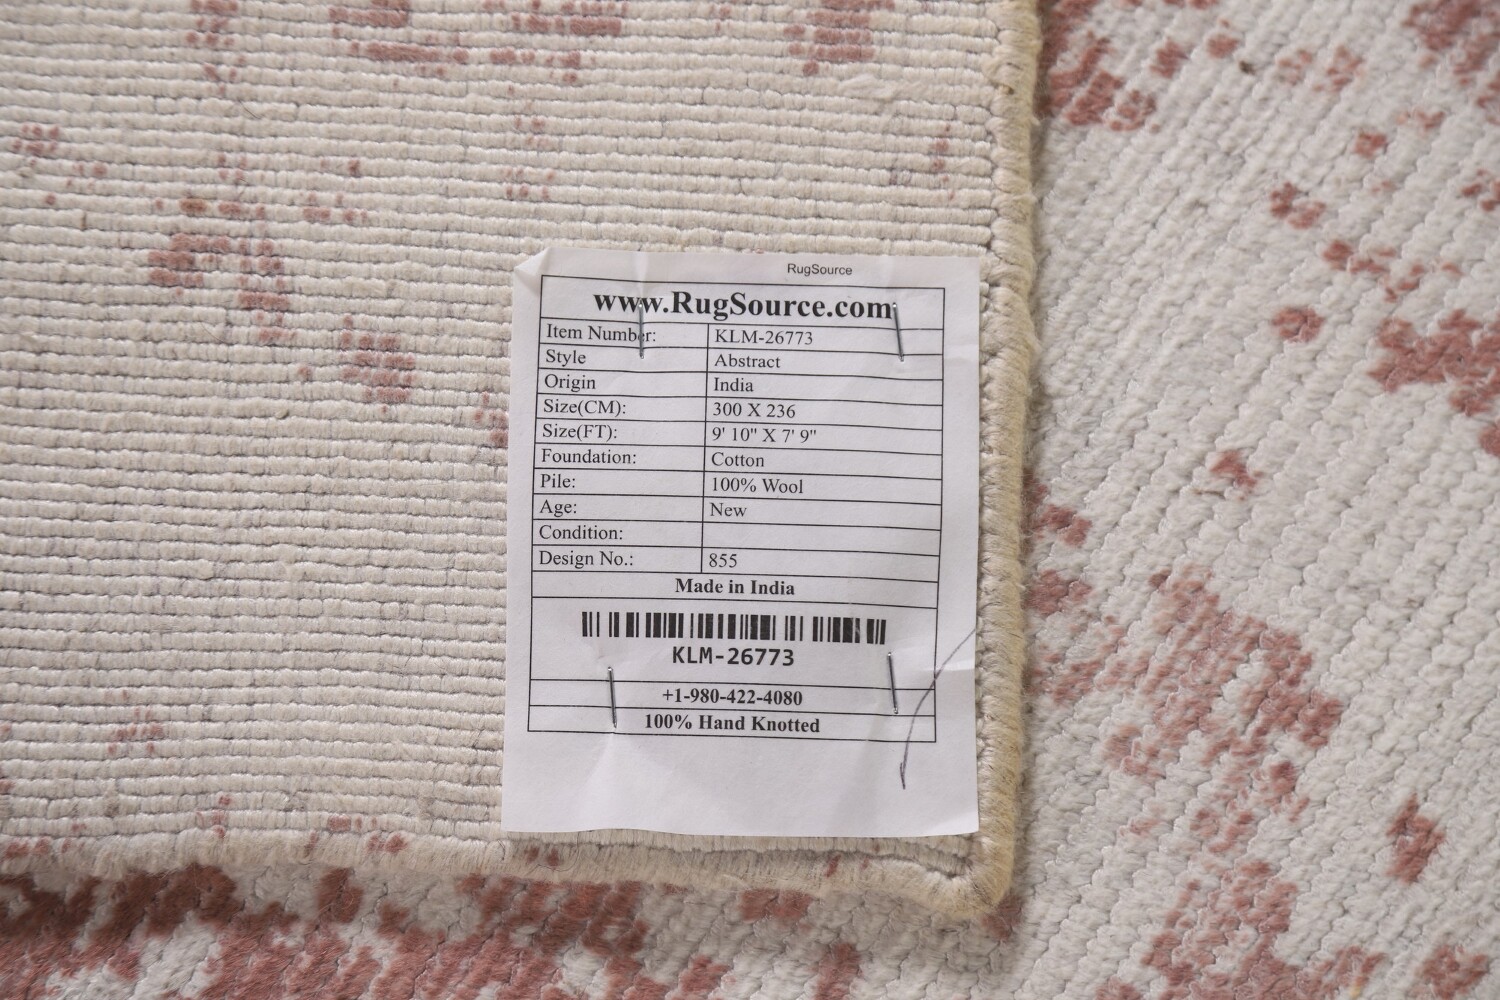 RugSource
www.RugSource.com
Item Number: KLM-26773
Style Abstract
Origin India
Size(CM): 300 X 236
Size(FT): 9' 10" X 7' 9"
Foundation: Cotton
Pile: 100% Wool
Age: New
Condition:
Design No.: 855
Made in India
KLM-26773
+1-980-422-4080
100% Hand Knotted